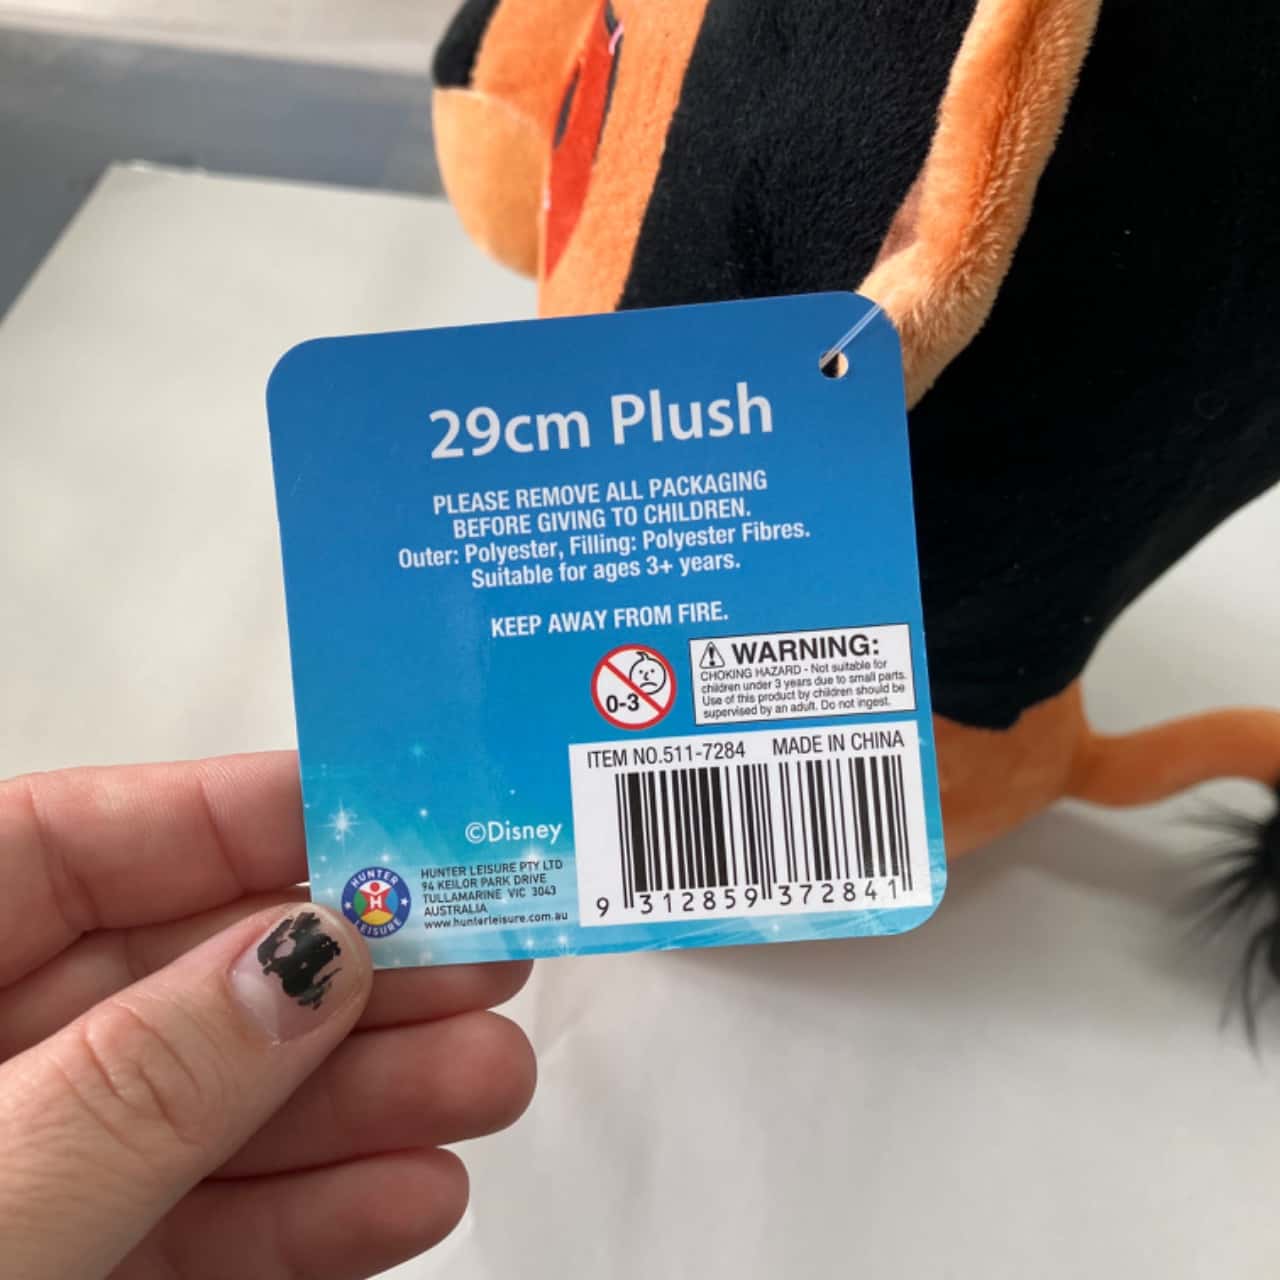 29cm Plush
PLEASE REMOVE ALL PACKAGING
BEFORE GIVING TO CHILDREN.
Outer: Polyester, Filling: Polyester Fibres.
Suitable for ages 3+ years.
KEEP AWAY FROM FIRE.
0-3
WARNING:
CHOKING HAZARD - Not suitable for
children under 3 years due to small parts.
Use of this product by children should be
supervised by an adult. Do not ingest.
ITEM NO.511-7284 MADE IN CHINA
9 312859 372841
©Disney
HUNTER
H
LEISURE
HUNTER LEISURE PTY LTD
94 KEILOR PARK DRIVE
TULLAMARINE VIC 3043
AUSTRALIA
www.hunterleisure.com.au